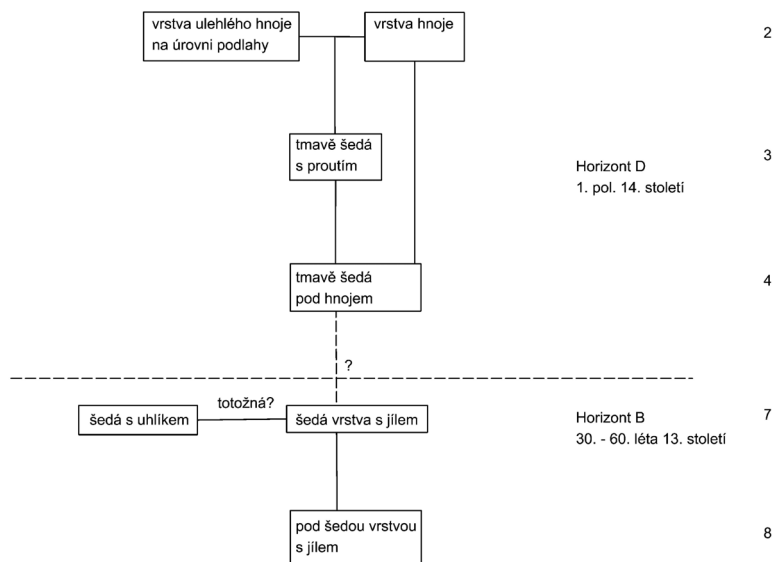 vrstva ulehlého hnoje
na úrovni podlahy
vrstva hnoje
2
tmavě šedá
s proutím
3
Horizont D
1. pol. 14. století
tmavě šedá
pod hnojem
4
?
totožná?
šedá s uhlíkem
šedá vrstva s jílem
Horizont B
30. - 60. léta 13. století
7
pod šedou vrstvou
s jílem
8